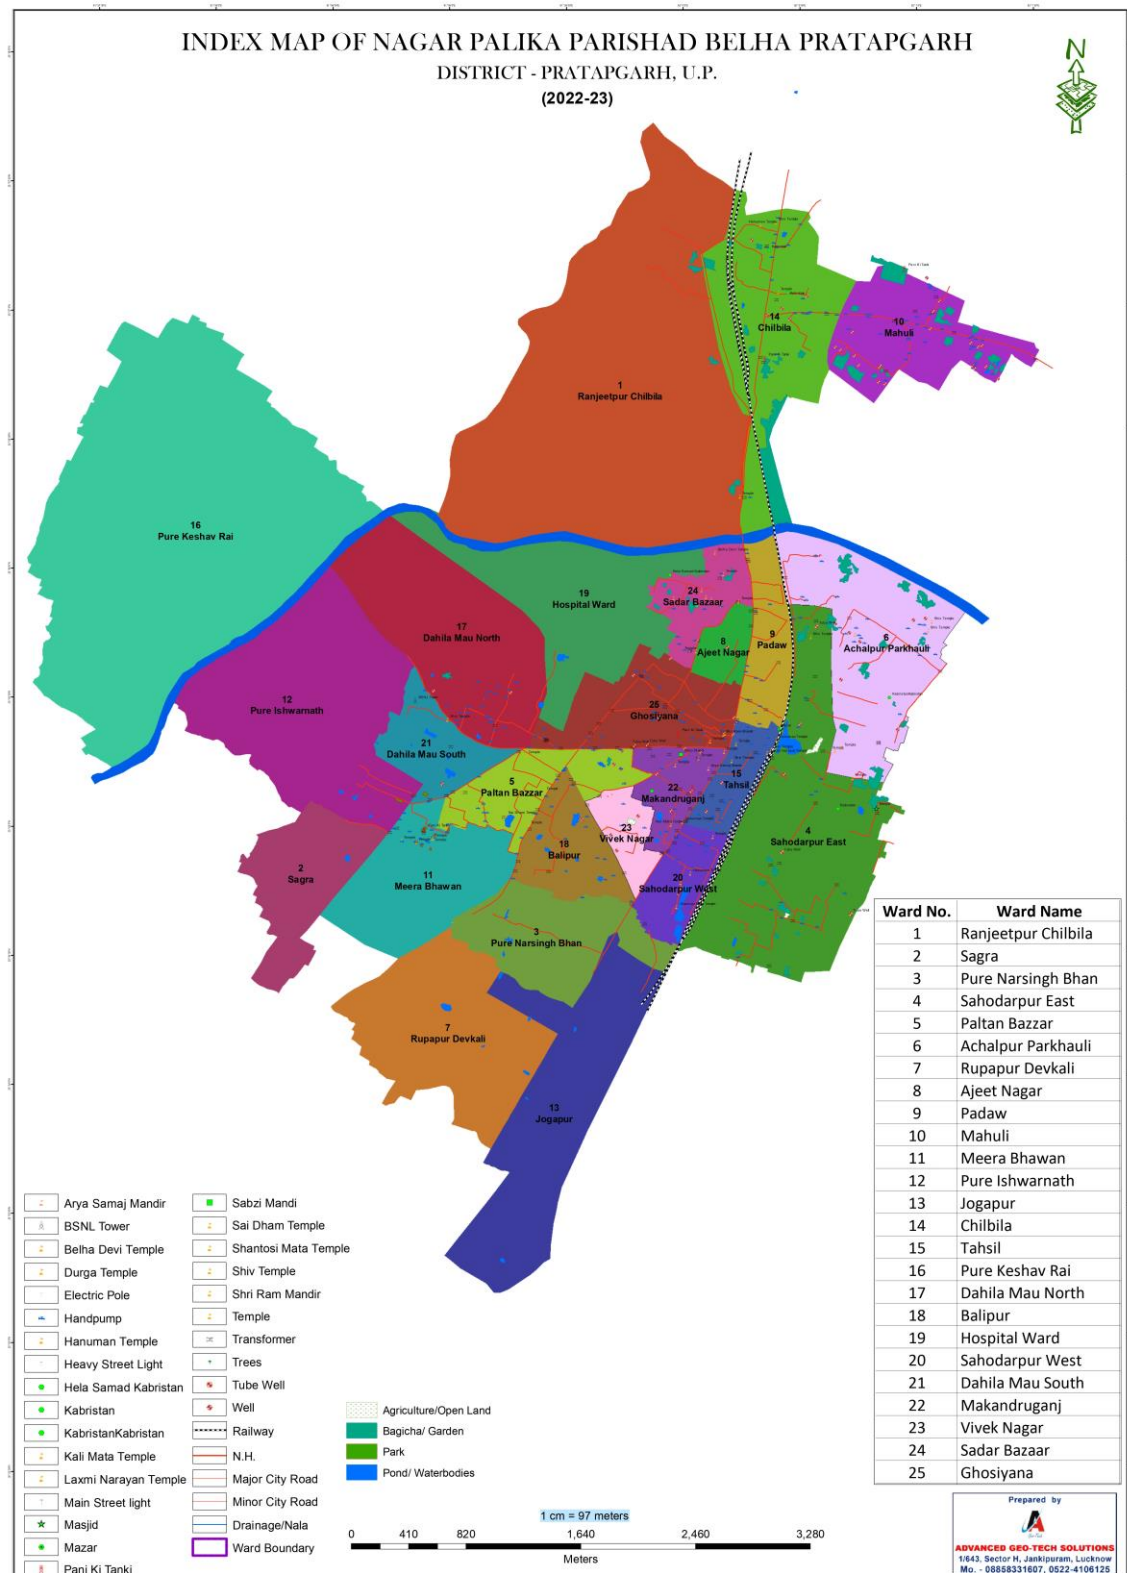 INDEX MAP OF NAGAR PALIKA PARISHAD BELHA PRATAPGARH
DISTRICT - PRATAPGARH, U.P.
(2022-23)
N
14
Chilbila
10
Mahuli
1
Ranjeetpur Chilbila
16
Pure Keshav Rai
19
Hospital Ward
24
Sadar Bazaar
17
Dahila Mau North
8
Ajeet Nagar
9
Padaw
6
Achalpur Parkhauli
12
Pure Ishwarnath
25
Ghosiyana
21
Dahila Mau South
5
Paltan Bazzar
22
Makandruganj
15
Tahsil
23
Vivek Nagar
4
Sahodarpur East
18
Balipur
2
Sagra
11
Meera Bhawan
20
Sahodarpur West
3
Pure Narsingh Bhan
7
Rupapur Devkali
13
Jogapur
Ward No. Ward Name
1 Ranjeetpur Chilbila
2 Sagra
3 Pure Narsingh Bhan
4 Sahodarpur East
5 Paltan Bazzar
6 Achalpur Parkhauli
7 Rupapur Devkali
8 Ajeet Nagar
9 Padaw
10 Mahuli
11 Meera Bhawan
12 Pure Ishwarnath
13 Jogapur
14 Chilbila
15 Tahsil
16 Pure Keshav Rai
17 Dahila Mau North
18 Balipur
19 Hospital Ward
20 Sahodarpur West
21 Dahila Mau South
22 Makandruganj
23 Vivek Nagar
24 Sadar Bazaar
25 Ghosiyana
Arya Samaj Mandir
BSNL Tower
Belha Devi Temple
Durga Temple
Electric Pole
Handpump
Hanuman Temple
Heavy Street Light
Hela Samad Kabristan
Kabristan
KabristanKabristan
Kali Mata Temple
Laxmi Narayan Temple
Main Street light
Masjid
Mazar
Pani Ki Tanki
Sabzi Mandi
Sai Dham Temple
Shantosi Mata Temple
Shiv Temple
Shri Ram Mandir
Temple
Transformer
Trees
Tube Well
Well
Railway
N.H.
Major City Road
Minor City Road
Drainage/Nala
Ward Boundary
Agriculture/Open Land
Bagicha/ Garden
Park
Pond/ Waterbodies
1 cm = 97 meters
0 410 820 1,640 2,460 3,280
Meters
Prepared by
ADVANCED GEO-TECH SOLUTIONS
1/643, Sector H, Jankipuram, Lucknow
Mo. - 08858331607, 0522-4106125